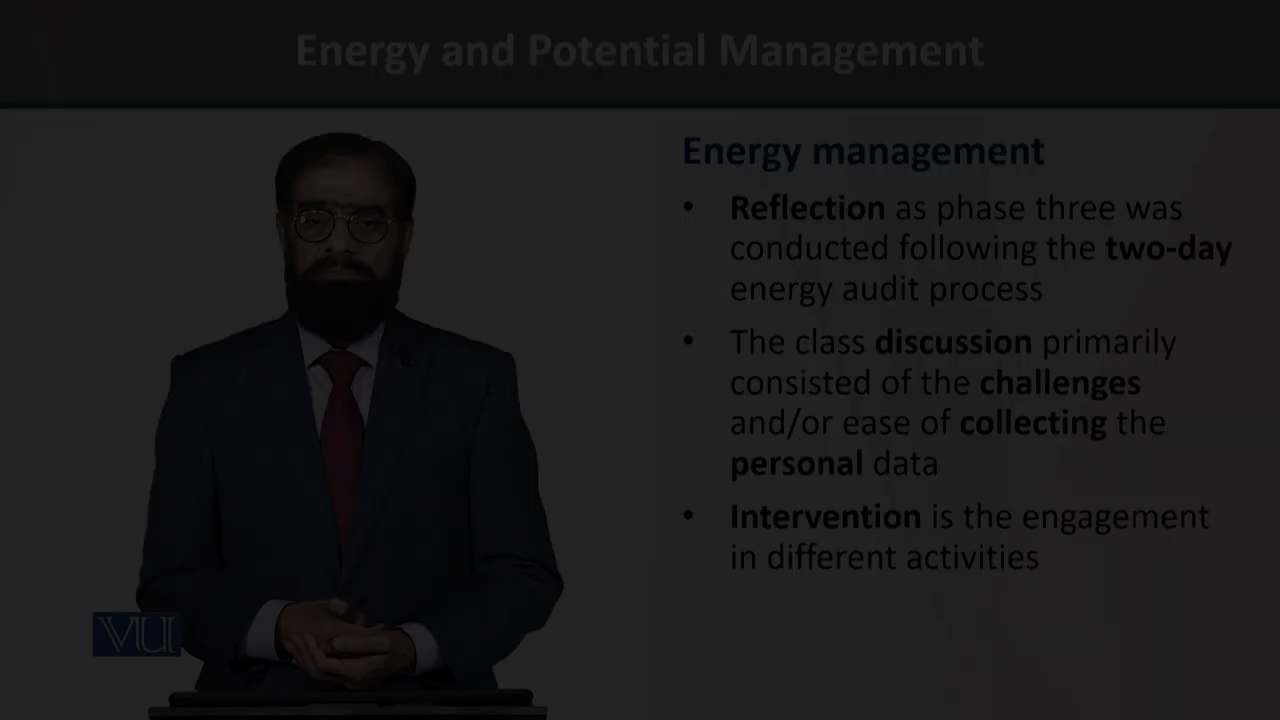 Energy and Potential Management
Energy management
• Reflection as phase three was
conducted following the two-day
energy audit process
• The class discussion primarily
consisted of the challenges
and/or ease of collecting the
personal data
• Intervention is the engagement
in different activities
VU